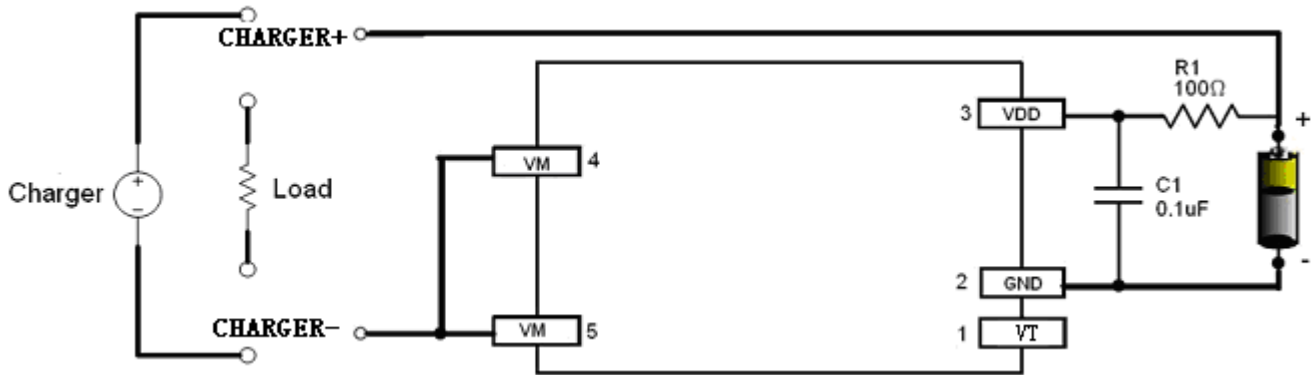 CHARGER+
R1
100Ω
3
VDD
+
VM
4
Charger
+
−
Load
C1
0.1uF
2
GND
-
CHARGER-
VM
5
1
VT